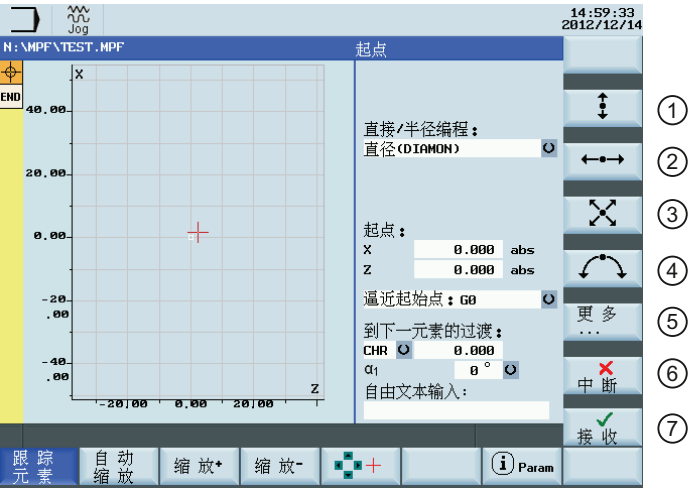 Jog
14:59:33
2012/12/14
N:\MPF\TEST.MPF
起点
END
X
40.00
20.00
0.00
-20
.00
-40
.00
-20.00
0.00
20.00
Z
直接/半径编程：
直径(DIAMON)
起点：
X 0.000 abs
Z 0.000 abs
逼近起始点：G0
到下一元素的过渡：
CHR 0.000
α1 0 °
自由文本输入：
更多
...
中断
接收
①
②
③
④
⑤
⑥
⑦
跟踪
元素
自动
缩放
缩放+
缩放-
i Param